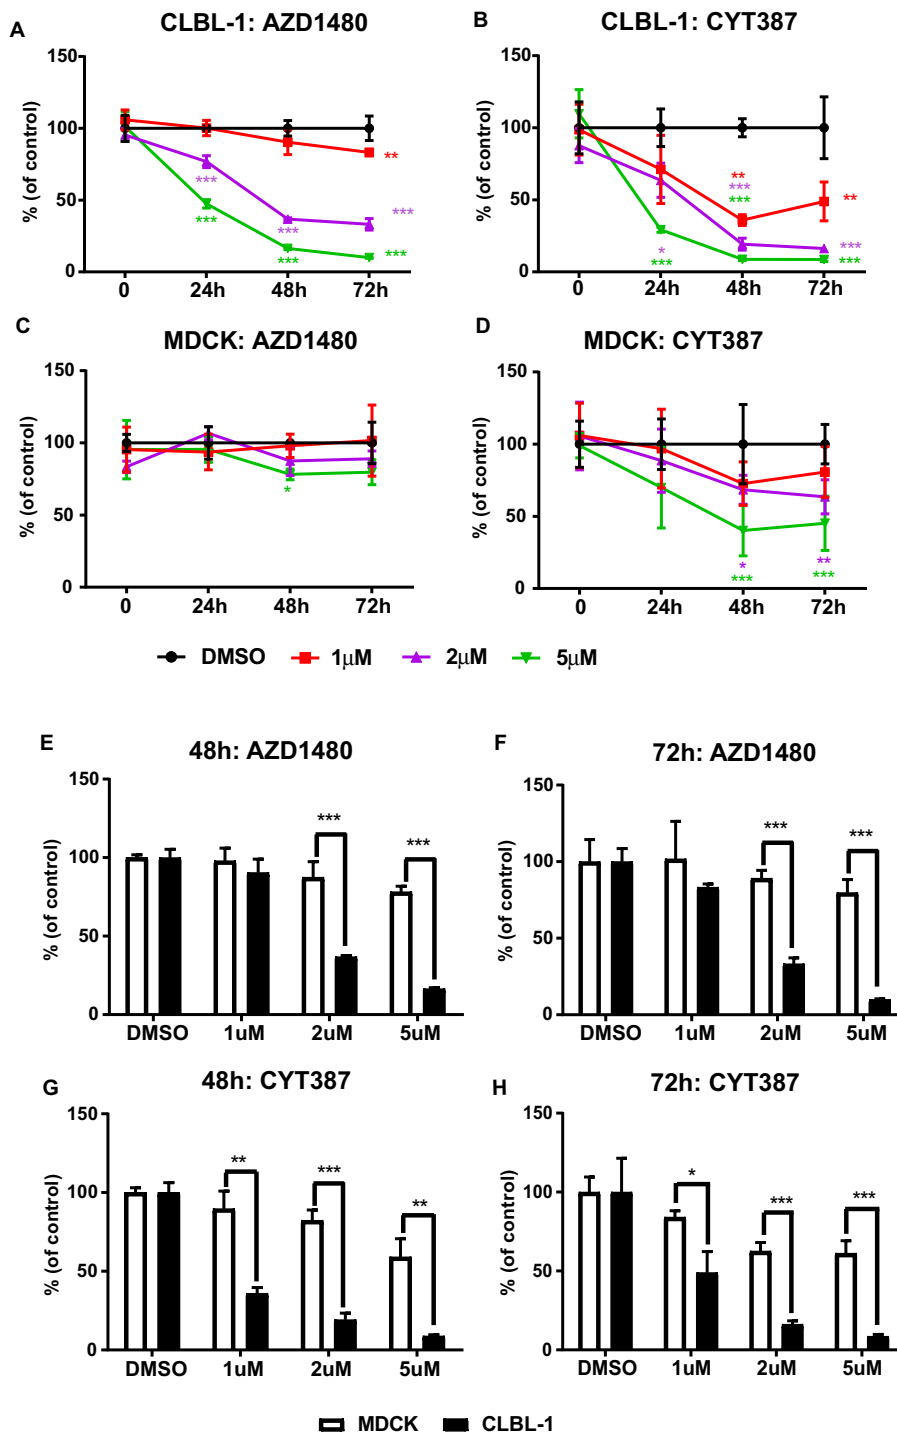 A
CLBL-1: AZD1480
% (of control)
150
100
50
0
**
***
***
***
***
***
***
0 24h 48h 72h
B
CLBL-1: CYT387
150
100
50
0
% (of control)
**
***
***
**
*
***
***
***
0 24h 48h 72h
C
MDCK: AZD1480
% (of control)
150
100
50
0
*
0 24h 48h 72h
D
MDCK: CYT387
% (of control)
150
100
50
0
*
***
**
***
0 24h 48h 72h
DMSO 1μM 2μM 5μM
E
48h: AZD1480
% (of control)
150
100
50
0
***
***
DMSO 1uM 2uM 5uM
F
72h: AZD1480
% (of control)
150
100
50
0
***
***
DMSO 1uM 2uM 5uM
G
48h: CYT387
% (of control)
150
100
50
0
**
***
**
DMSO 1uM 2uM 5uM
H
72h: CYT387
% (of control)
150
100
50
0
*
***
***
DMSO 1uM 2uM 5uM
MDCK CLBL-1